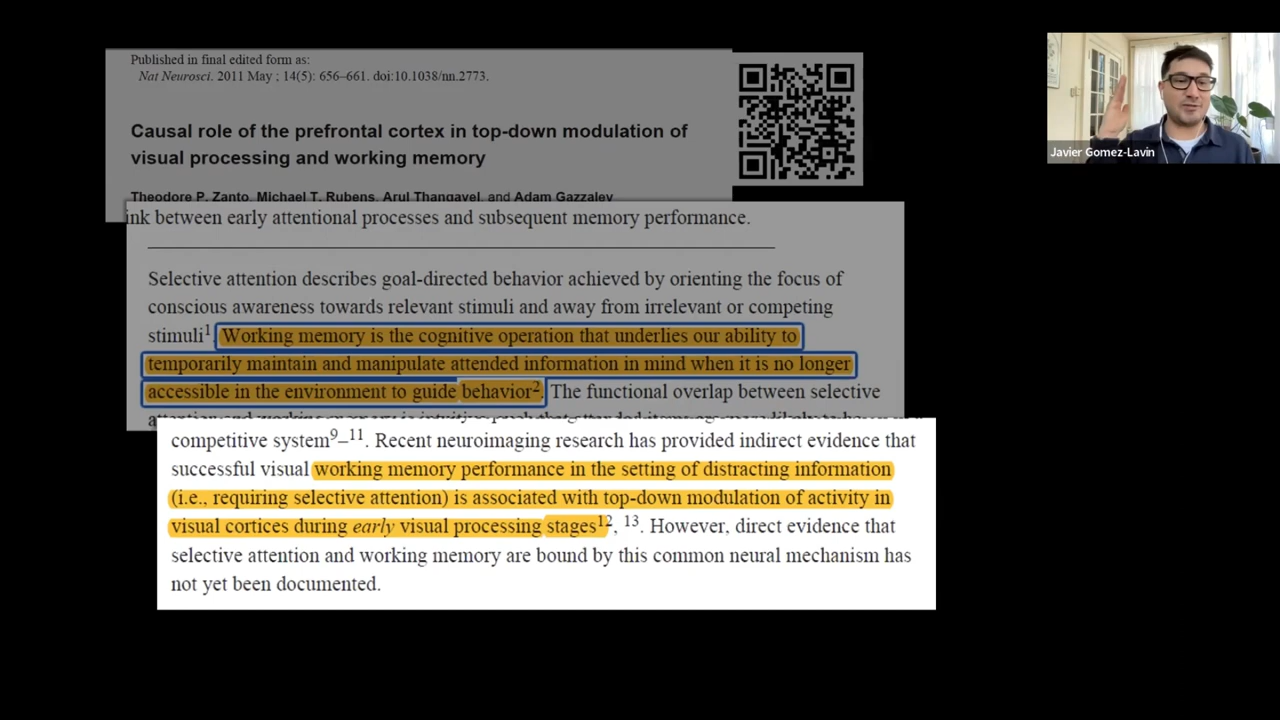 Published in final edited form as:
Nat Neurosci. 2011 May ; 14(5): 656–661. doi:10.1038/nn.2773.
Causal role of the prefrontal cortex in top-down modulation of
visual processing and working memory
Theodore P. Zanto, Michael T. Rubens, Arul Thangavel, and Adam Gazzaley
ink between early attentional processes and subsequent memory performance.
Selective attention describes goal-directed behavior achieved by orienting the focus of
conscious awareness towards relevant stimuli and away from irrelevant or competing
stimuli1. Working memory is the cognitive operation that underlies our ability to
temporarily maintain and manipulate attended information in mind when it is no longer
accessible in the environment to guide behavior2. The functional overlap between selective
competitive system9–11. Recent neuroimaging research has provided indirect evidence that
successful visual working memory performance in the setting of distracting information
(i.e., requiring selective attention) is associated with top-down modulation of activity in
visual cortices during early visual processing stages12, 13. However, direct evidence that
selective attention and working memory are bound by this common neural mechanism has
not yet been documented.
Javier Gomez-Lavin